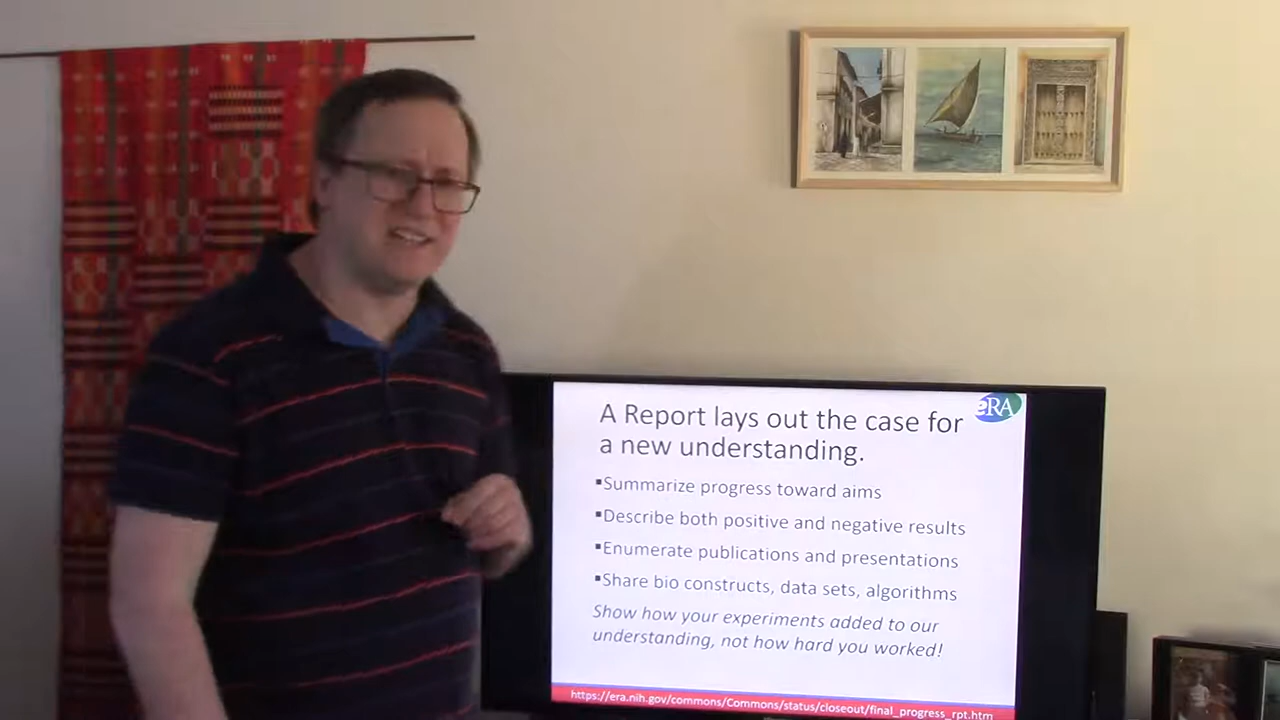 eRA
A Report lays out the case for
a new understanding.
▪Summarize progress toward aims
▪Describe both positive and negative results
▪Enumerate publications and presentations
▪Share bio constructs, data sets, algorithms
Show how your experiments added to our
understanding, not how hard you worked!
https://era.nih.gov/commons/Commons/status/closeout/final_progress_rpt.htm